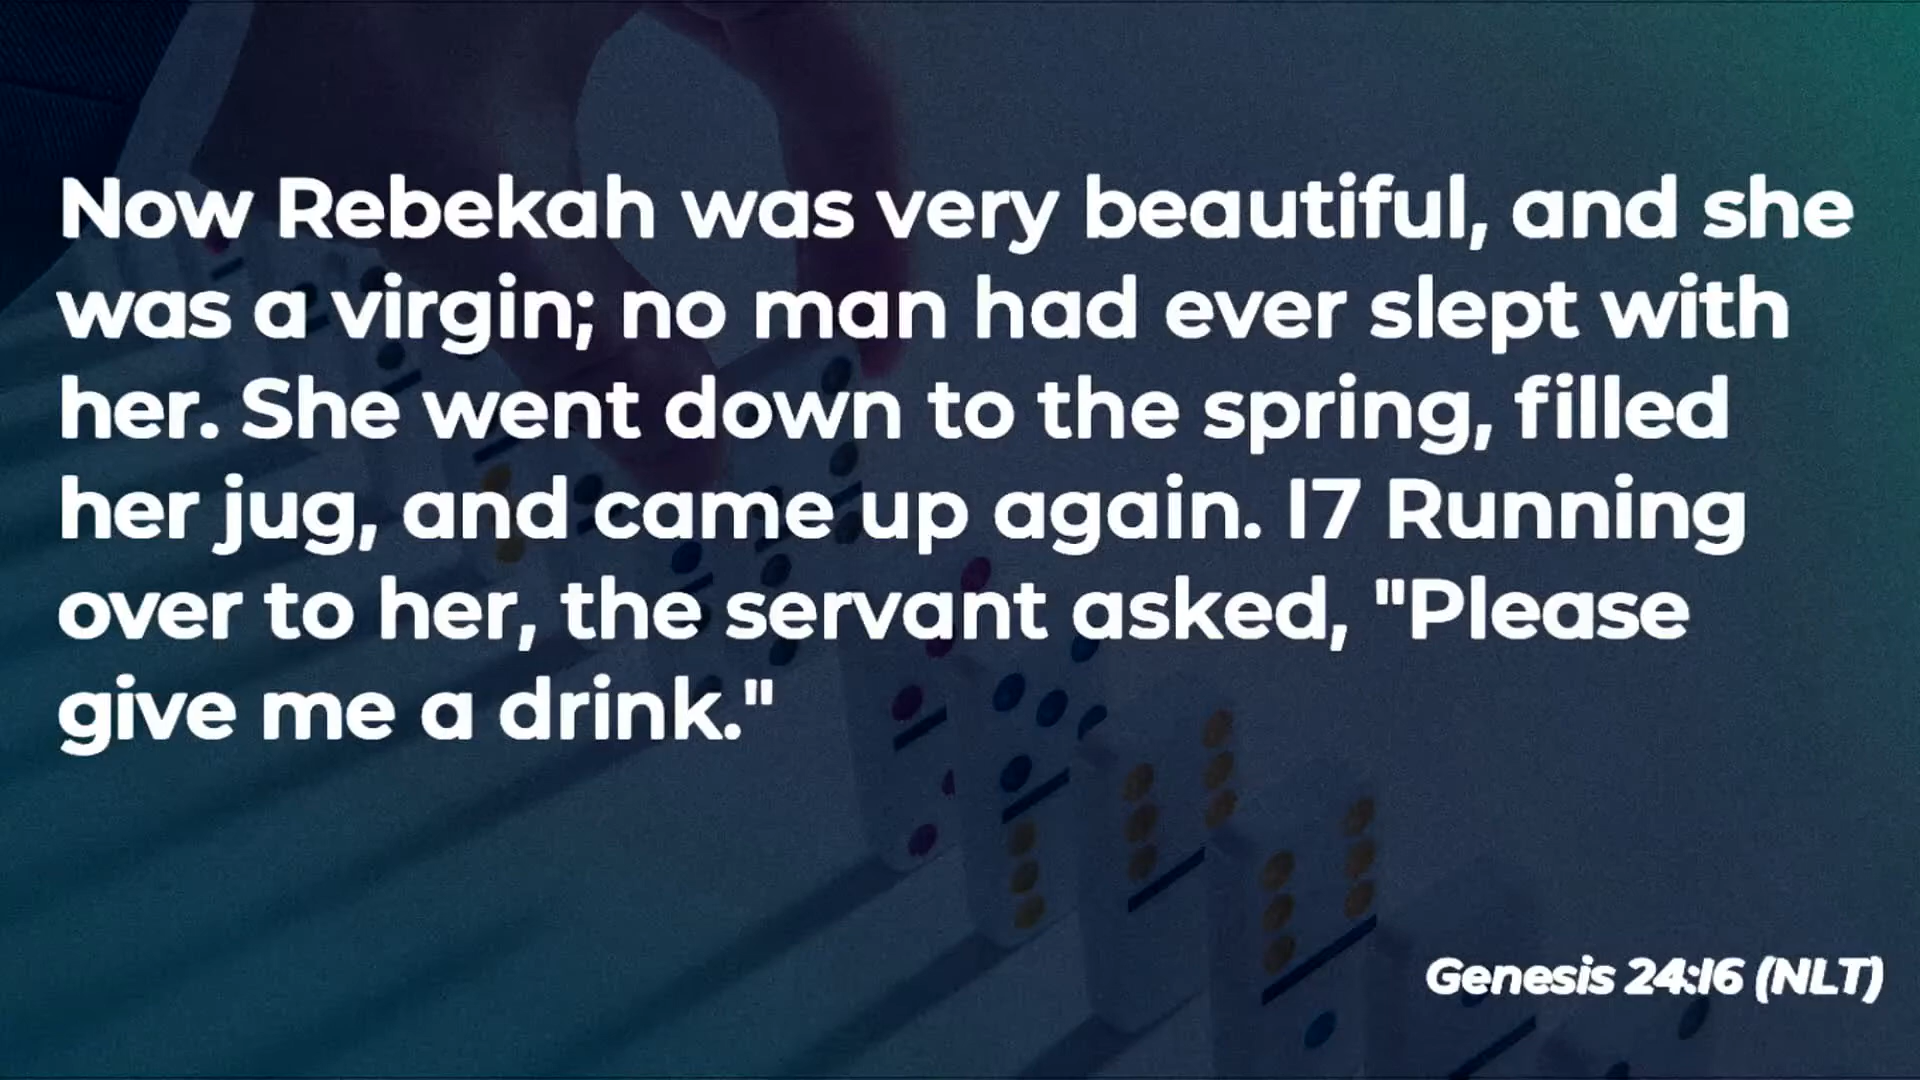 Now Rebekah was very beautiful, and she
was a virgin; no man had ever slept with
her. She went down to the spring, filled
her jug, and came up again. 17 Running
over to her, the servant asked, "Please
give me a drink."
Genesis 24:16 (NLT)